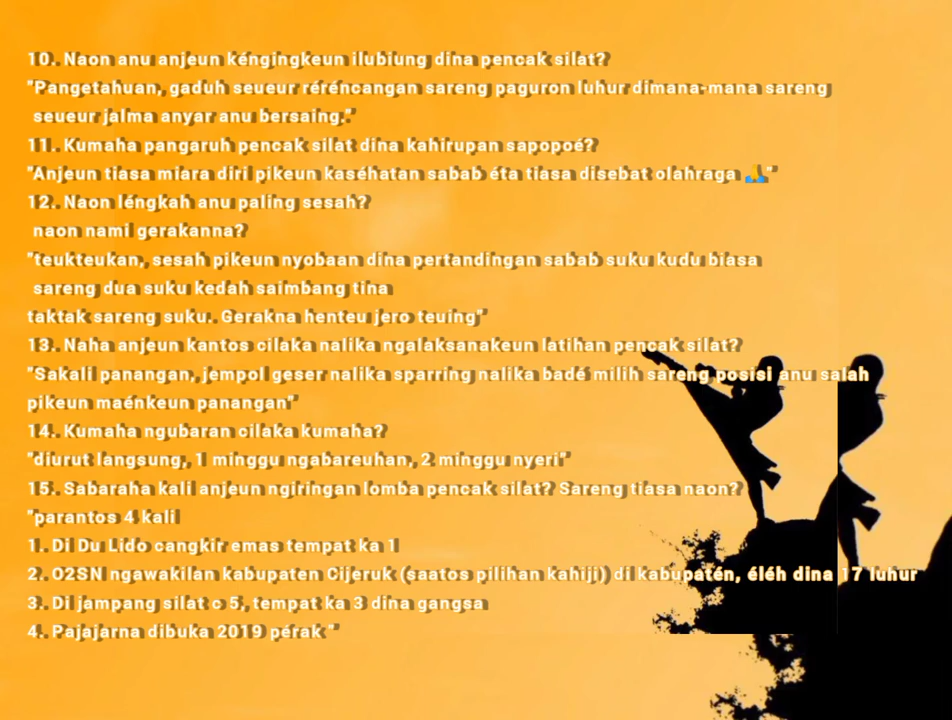 10. Naon anu anjeun kéngingkeun ilubiung dina pencak silat?
"Pangetahuan, gaduh seueur réréncangan sareng paguron luhur dimana-mana sareng
seueur jalma anyar anu bersaing."
11. Kumaha pangaruh pencak silat dina kahirupan sapopoé?
"Anjeun tiasa miara diri pikeun kaséhatan sabab éta tiasa disebat olahraga 🙏"
12. Naon léngkah anu paling sesah?
naon nami gerakanna?
"teukteukan, sesah pikeun nyobaan dina pertandingan sabab suku kudu biasa
sareng dua suku kedah saimbang tina
taktak sareng suku. Gerakna henteu jero teuing"
13. Naha anjeun kantos cilaka nalika ngalaksanakeun latihan pencak silat?
"Sakali panangan, jempol geser nalika sparring nalika badé milih sareng posisi anu salah
pikeun maénkeun panangan"
14. Kumaha ngubaran cilaka kumaha?
"diurut langsung, 1 minggu ngabareuhan, 2 minggu nyeri"
15. Sabaraha kali anjeun ngiringan lomba pencak silat? Sareng tiasa naon?
"parantos 4 kali
1. Di Du Lido cangkir emas tempat ka 1
2. O2SN ngawakilan kabupaten Cijeruk (saatos pilihan kahiji) di kabupatén, éléh dina 17 luhur
3. Di jampang silat c 5, tempat ka 3 dina gangsa
4. Pajajarna dibuka 2019 pérak "